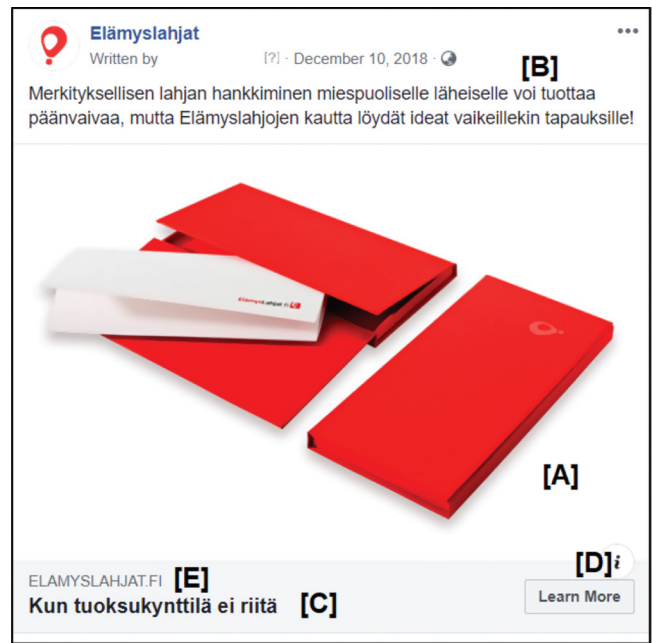 Elämyslahjat
Written by [?] · December 10, 2018 ·
[B]
Merkityksellisen lahjan hankkiminen miespuoliselle läheiselle voi tuottaa
päänvaivaa, mutta Elämyslahjojen kautta löydät ideat vaikeillekin tapauksille!
ElämysLahjat.fi
[A]
[D] i
ELAMYSLAHJAT.FI [E]
Kun tuoksukynttilä ei riitä [C]
Learn More